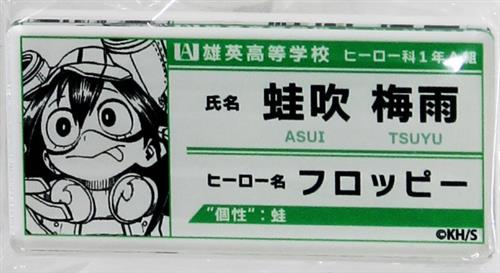 UA 雄英高等学校 ヒーロー科1年A組
氏名 蛙吹 梅雨
ASUI TSUYU
ヒーロー名 フロッピー
"個性"：蛙
©KH/S